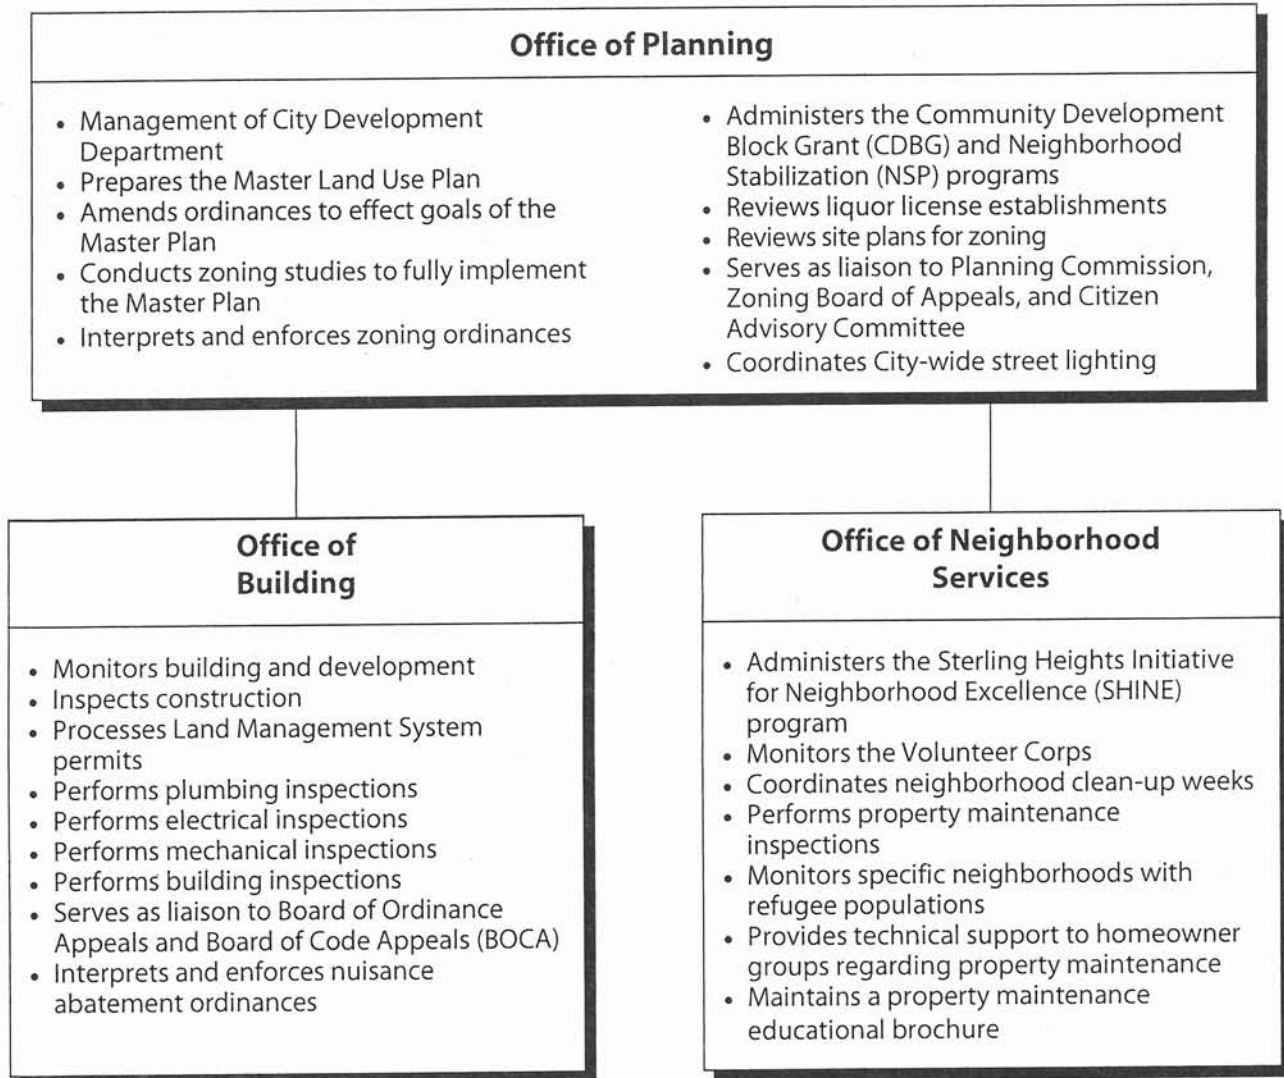 Office of Planning
• Management of City Development
Department
• Prepares the Master Land Use Plan
• Amends ordinances to effect goals of the
Master Plan
• Conducts zoning studies to fully implement
the Master Plan
• Interprets and enforces zoning ordinances
• Administers the Community Development
Block Grant (CDBG) and Neighborhood
Stabilization (NSP) programs
• Reviews liquor license establishments
• Reviews site plans for zoning
• Serves as liaison to Planning Commission,
Zoning Board of Appeals, and Citizen
Advisory Committee
• Coordinates City-wide street lighting
Office of
Building
• Monitors building and development
• Inspects construction
• Processes Land Management System
permits
• Performs plumbing inspections
• Performs electrical inspections
• Performs mechanical inspections
• Performs building inspections
• Serves as liaison to Board of Ordinance
Appeals and Board of Code Appeals (BOCA)
• Interprets and enforces nuisance
abatement ordinances
Office of Neighborhood
Services
• Administers the Sterling Heights Initiative
for Neighborhood Excellence (SHINE)
program
• Monitors the Volunteer Corps
• Coordinates neighborhood clean-up weeks
• Performs property maintenance
inspections
• Monitors specific neighborhoods with
refugee populations
• Provides technical support to homeowner
groups regarding property maintenance
• Maintains a property maintenance
educational brochure